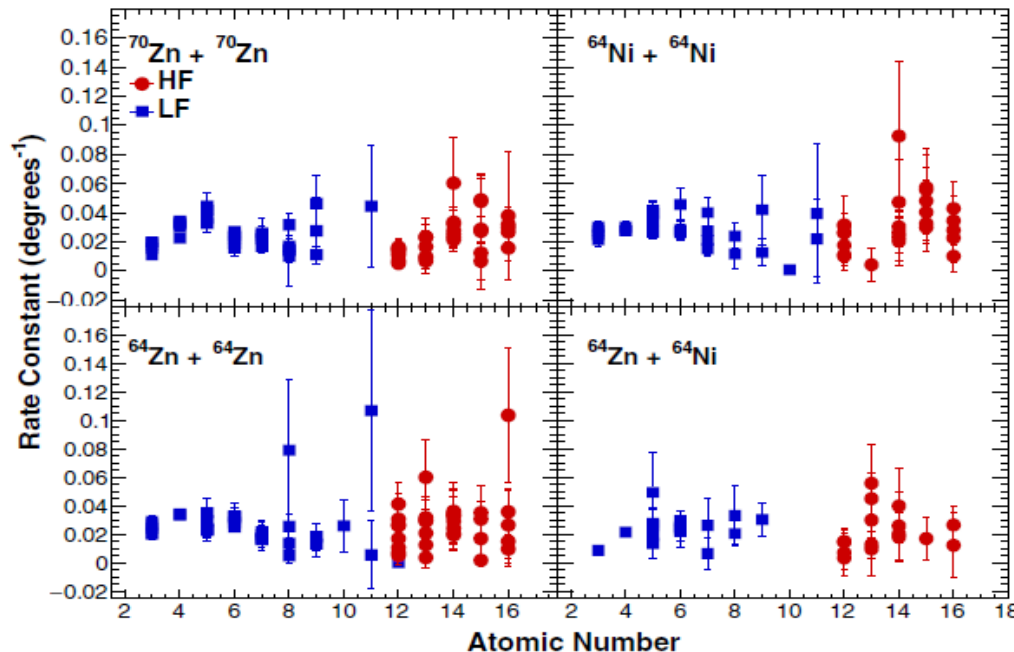 ⁷⁰Zn + ⁷⁰Zn
HF
LF
⁶⁴Ni + ⁶⁴Ni
0.16
0.14
0.12
0.1
0.08
0.06
0.04
0.02
0
−0.02
⁶⁴Zn + ⁶⁴Zn
⁶⁴Zn + ⁶⁴Ni
0.16
0.14
0.12
0.1
0.08
0.06
0.04
0.02
0
−0.02
2 4 6 8 10 12 14 16 2 4 6 8 10 12 14 16 18
Rate Constant (degrees⁻¹)
Atomic Number